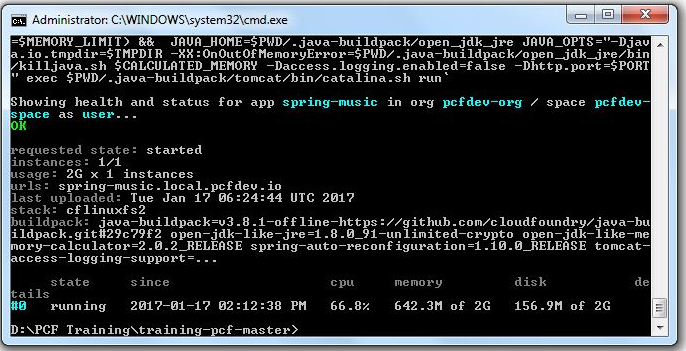 Administrator: C:\WINDOWS\system32\cmd.exe
=$MEMORY_LIMIT) &&  JAVA_HOME=$PWD/.java-buildpack/open_jdk_jre JAVA_OPTS="-Djav
a.io.tmpdir=$TMPDIR -XX:OnOutOfMemoryError=$PWD/.java-buildpack/open_jdk_jre/bin
/killjava.sh $CALCULATED_MEMORY -Daccess.logging.enabled=false -Dhttp.port=$PORT
" exec $PWD/.java-buildpack/tomcat/bin/catalina.sh run`
Showing health and status for app spring-music in org pcfdev-org / space pcfdev-
space as user...
OK
requested state: started
instances: 1/1
usage: 2G x 1 instances
urls: spring-music.local.pcfdev.io
last uploaded: Tue Jan 17 06:24:44 UTC 2017
stack: cflinuxfs2
buildpack: java-buildpack=v3.8.1-offline-https://github.com/cloudfoundry/java-bu
ildpack.git#29c79f2 open-jdk-like-jre=1.8.0_91-unlimited-crypto open-jdk-like-me
mory-calculator=2.0.2_RELEASE spring-auto-reconfiguration=1.10.0_RELEASE tomcat-
access-logging-support=...
state since cpu memory disk de
tails
#0 running 2017-01-17 02:12:38 PM 66.8% 642.3M of 2G 156.9M of 2G
D:\PCF Training\training-pcf-master>